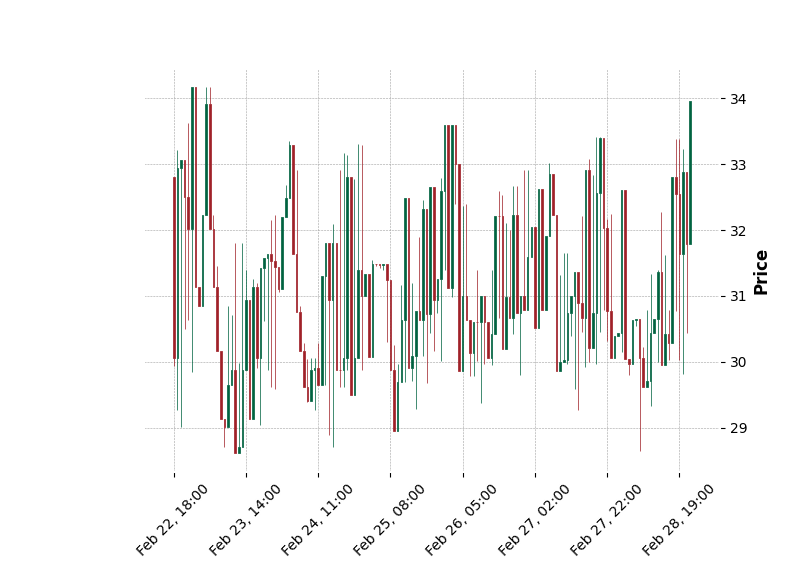 34
33
32
31
30
29
Price
Feb 22, 18:00
Feb 23, 14:00
Feb 24, 11:00
Feb 25, 08:00
Feb 26, 05:00
Feb 27, 02:00
Feb 27, 22:00
Feb 28, 19:00